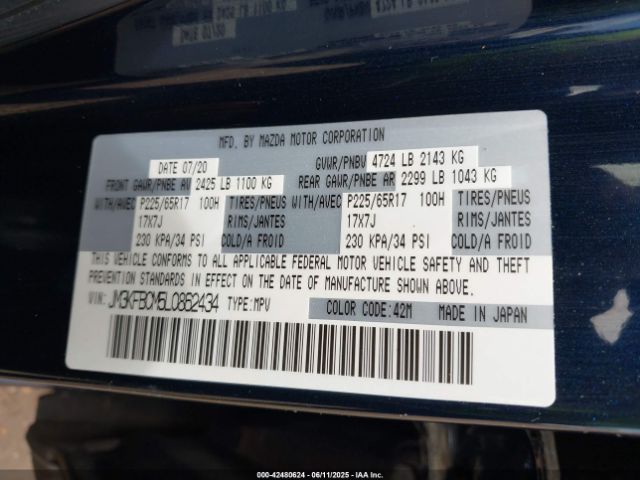 MFD. BY MAZDA MOTOR CORPORATION
DATE 07/20 GVWR/PNBV 4724 LB 2143 KG
FRONT GAWR/PNBE AV 2425 LB 1100 KG REAR GAWR/PNBE AR 2299 LB 1043 KG
WITH/AVEC P225/65R17 100H TIRES/PNEUS WITH/AVEC P225/65R17 100H TIRES/PNEUS
17X7J RIMS/JANTES 17X7J RIMS/JANTES
230 KPA/34 PSI COLD/A FROID 230 KPA/34 PSI COLD/A FROID
THIS VEHICLE CONFORMS TO ALL APPLICABLE FEDERAL MOTOR VEHICLE SAFETY AND THEFT
PREVENTION STANDARDS IN EFFECT ON THE DATE OF MANUFACTURE SHOWN ABOVE.
VIN: JM3KFBCM5L0852434 TYPE:MPV COLOR CODE:42M MADE IN JAPAN
000-42480624 - 06/11/2025 - IAAI.COM